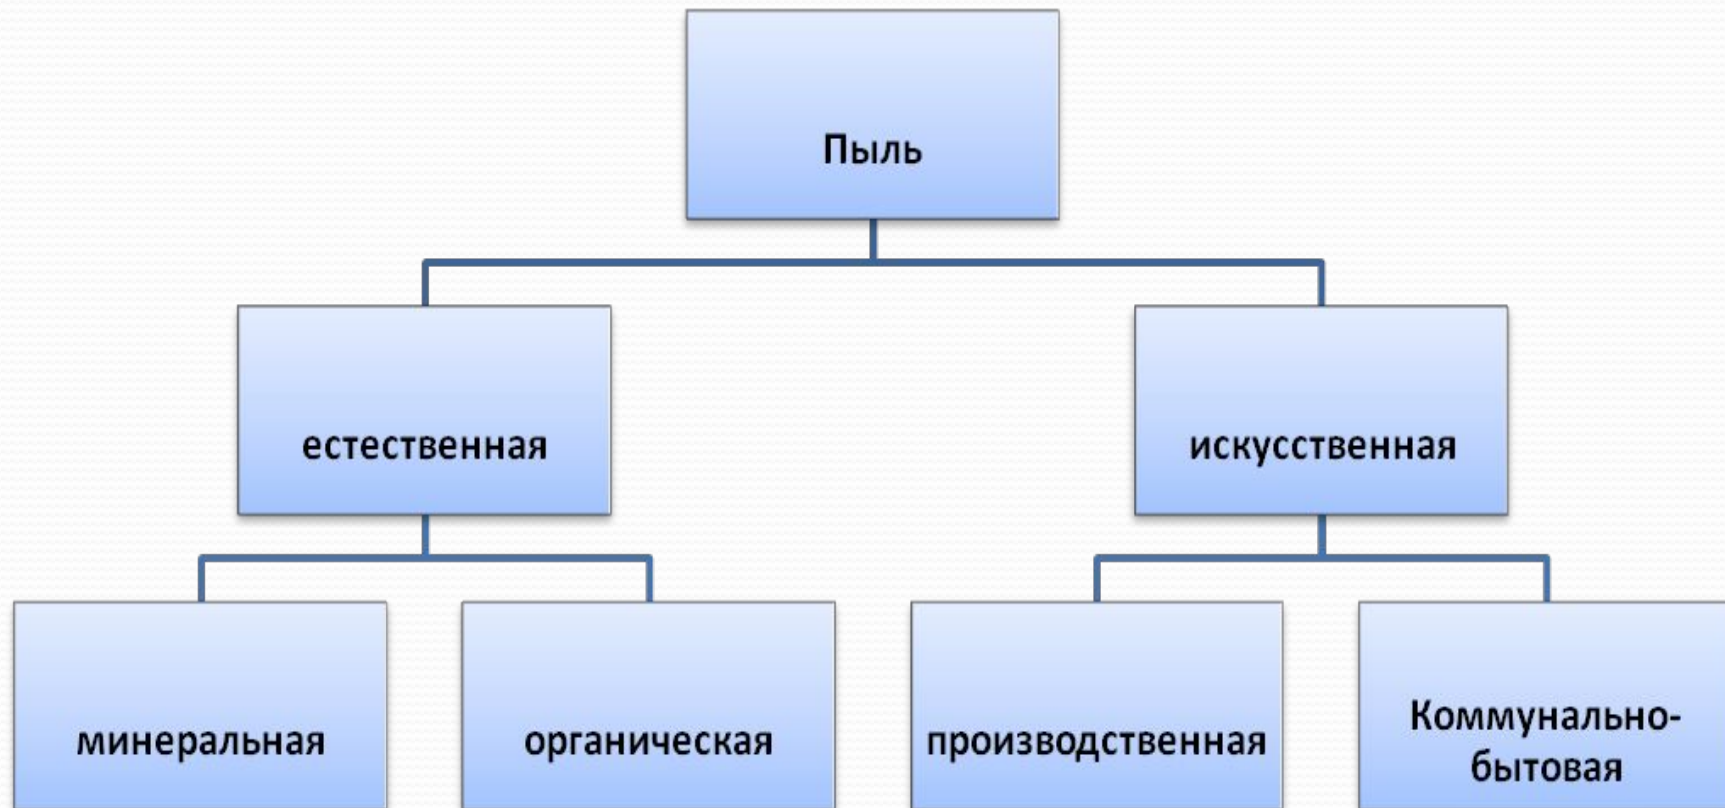 Пыль
естественная
искусственная
минеральная
органическая
производственная
Коммунально-
бытовая